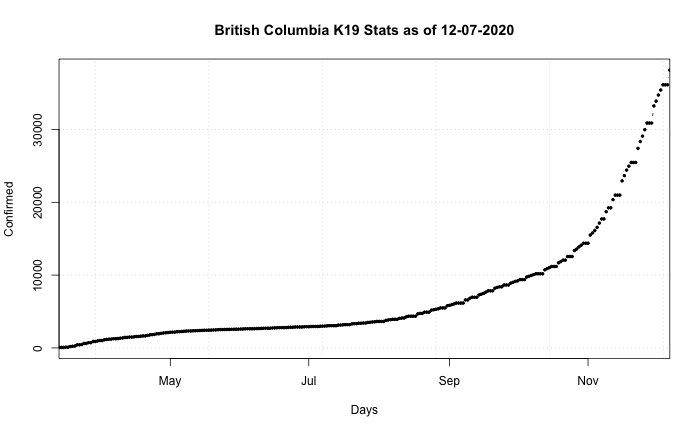 British Columbia K19 Stats as of 12-07-2020
Confirmed
30000
20000
10000
0
May Jul Sep Nov
Days